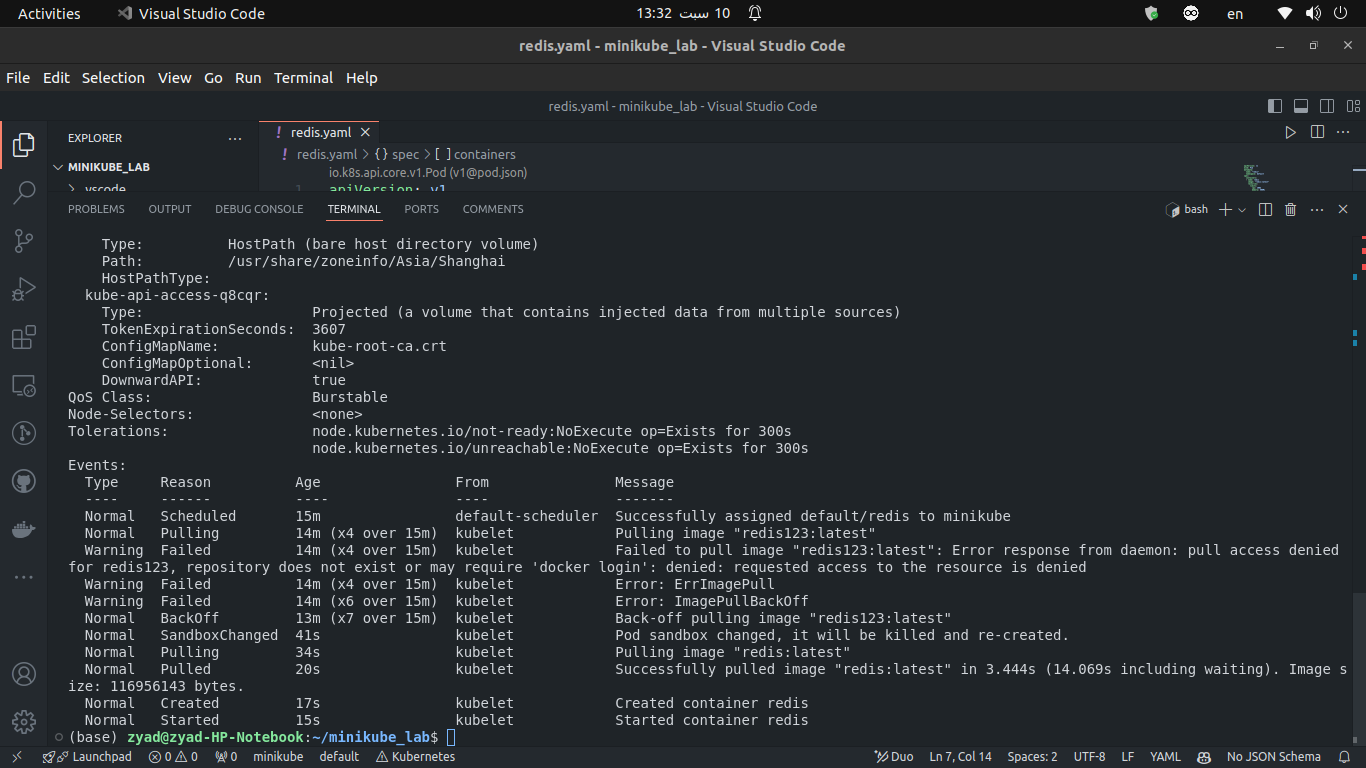 Activities
Visual Studio Code
13:32 10 سبت
en
redis.yaml - minikube_lab - Visual Studio Code
File Edit Selection View Go Run Terminal Help
redis.yaml - minikube_lab - Visual Studio Code
EXPLORER
MINIKUBE_LAB
.vscode
! redis.yaml
! redis.yaml > {} spec > [ ] containers
io.k8s.api.core.v1.Pod (v1@pod.json)
1 apiVersion: v1
PROBLEMS OUTPUT DEBUG CONSOLE TERMINAL PORTS COMMENTS
bash
Type: HostPath (bare host directory volume)
Path: /usr/share/zoneinfo/Asia/Shanghai
HostPathType:
kube-api-access-q8cqr:
Type: Projected (a volume that contains injected data from multiple sources)
TokenExpirationSeconds: 3607
ConfigMapName: kube-root-ca.crt
ConfigMapOptional: <nil>
DownwardAPI: true
QoS Class: Burstable
Node-Selectors: <none>
Tolerations: node.kubernetes.io/not-ready:NoExecute op=Exists for 300s
node.kubernetes.io/unreachable:NoExecute op=Exists for 300s
Events:
Type Reason Age From Message
---- ------ ---- ---- -------
Normal Scheduled 15m default-scheduler Successfully assigned default/redis to minikube
Normal Pulling 14m (x4 over 15m) kubelet Pulling image "redis123:latest"
Warning Failed 14m (x4 over 15m) kubelet Failed to pull image "redis123:latest": Error response from daemon: pull access denied
for redis123, repository does not exist or may require 'docker login': denied: requested access to the resource is denied
Warning Failed 14m (x4 over 15m) kubelet Error: ErrImagePull
Warning Failed 14m (x6 over 15m) kubelet Error: ImagePullBackOff
Normal BackOff 13m (x7 over 15m) kubelet Back-off pulling image "redis123:latest"
Normal SandboxChanged 41s kubelet Pod sandbox changed, it will be killed and re-created.
Normal Pulling 34s kubelet Pulling image "redis:latest"
Normal Pulled 20s kubelet Successfully pulled image "redis:latest" in 3.444s (14.069s including waiting). Image s
ize: 116956143 bytes.
Normal Created 17s kubelet Created container redis
Normal Started 15s kubelet Started container redis
(base) zyad@zyad-HP-Notebook:~/minikube_lab$
Launchpad 0 0 0 minikube default Kubernetes Duo Ln 7, Col 14 Spaces: 2 UTF-8 LF YAML No JSON Schema